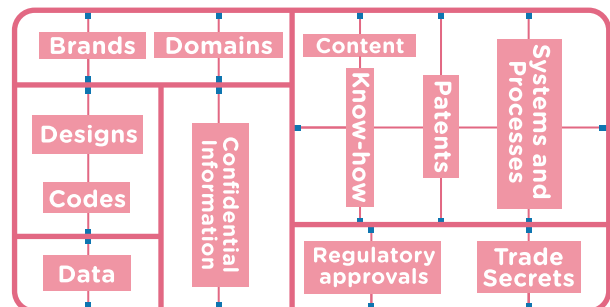 Brands
Domains
Content
Know-how
Patents
Systems and
Processes
Designs
Codes
Confidential
Information
Data
Regulatory
approvals
Trade
Secrets